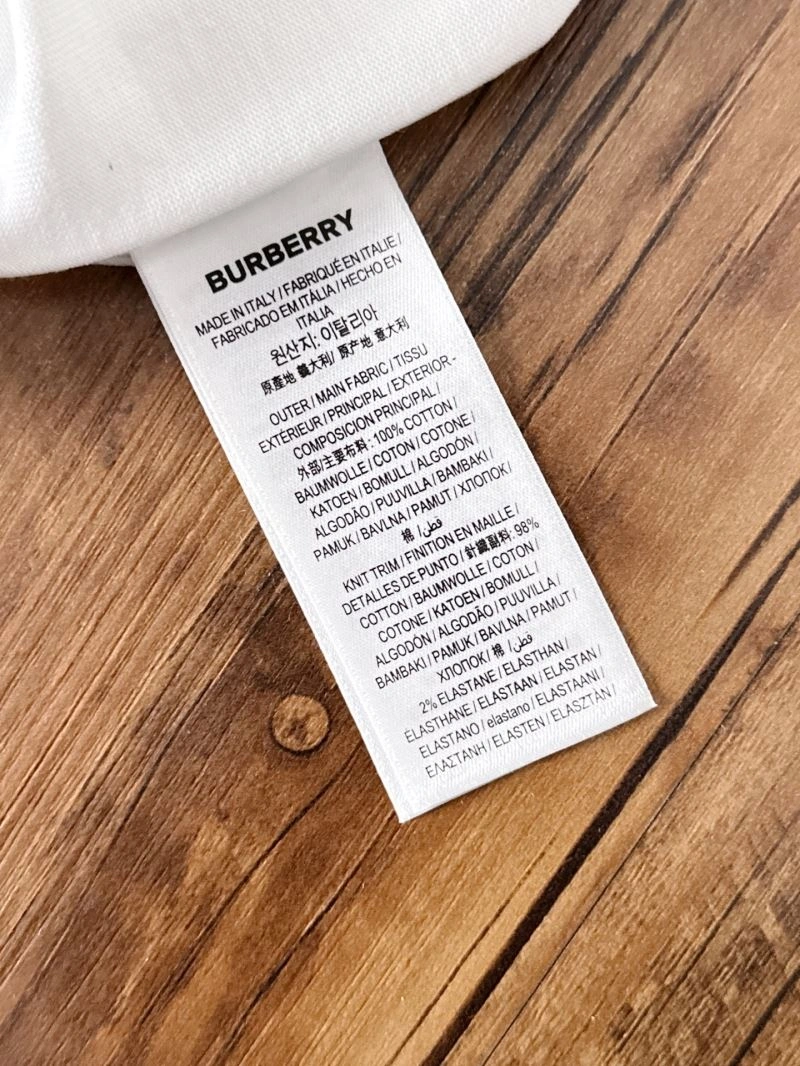 BURBERRY
MADE IN ITALY / FABRIQUÉ EN ITALIE /
FABRICADO EM ITÁLIA / HECHO EN
ITALIA
원산지: 이탈리아
原產地 義大利/ 原产地 意大利
OUTER / MAIN FABRIC / TISSU
EXTÉRIEUR / PRINCIPAL / EXTERIOR -
COMPOSICION PRINCIPAL /
外部/主要布料: 100% COTTON /
BAUMWOLLE / COTON / COTONE /
KATOEN / BOMULL / ALGODÓN /
ALGODÃO / PUUVILLA / BAMBAKI /
PAMUK / BAVLNA / PAMUT / ХЛОПОК /
棉 /قطن
KNIT TRIM / FINITION EN MAILLE /
DETALLES DE PUNTO / 針織副料: 98%
COTTON / BAUMWOLLE / COTON /
COTONE / KATOEN / BOMULL /
ALGODÓN / ALGODÃO / PUUVILLA /
BAMBAKI / PAMUK / BAVLNA / PAMUT /
ХЛОПОК / 棉 /قطن
2% ELASTANE / ELASTHAN /
ELASTHANE / ELASTAAN / ELASTAN /
ELASTANO / elastano / ELASTAANI /
ΕΛΑΣΤΑΝΗ / ELASTEN / ELASZTÁN /